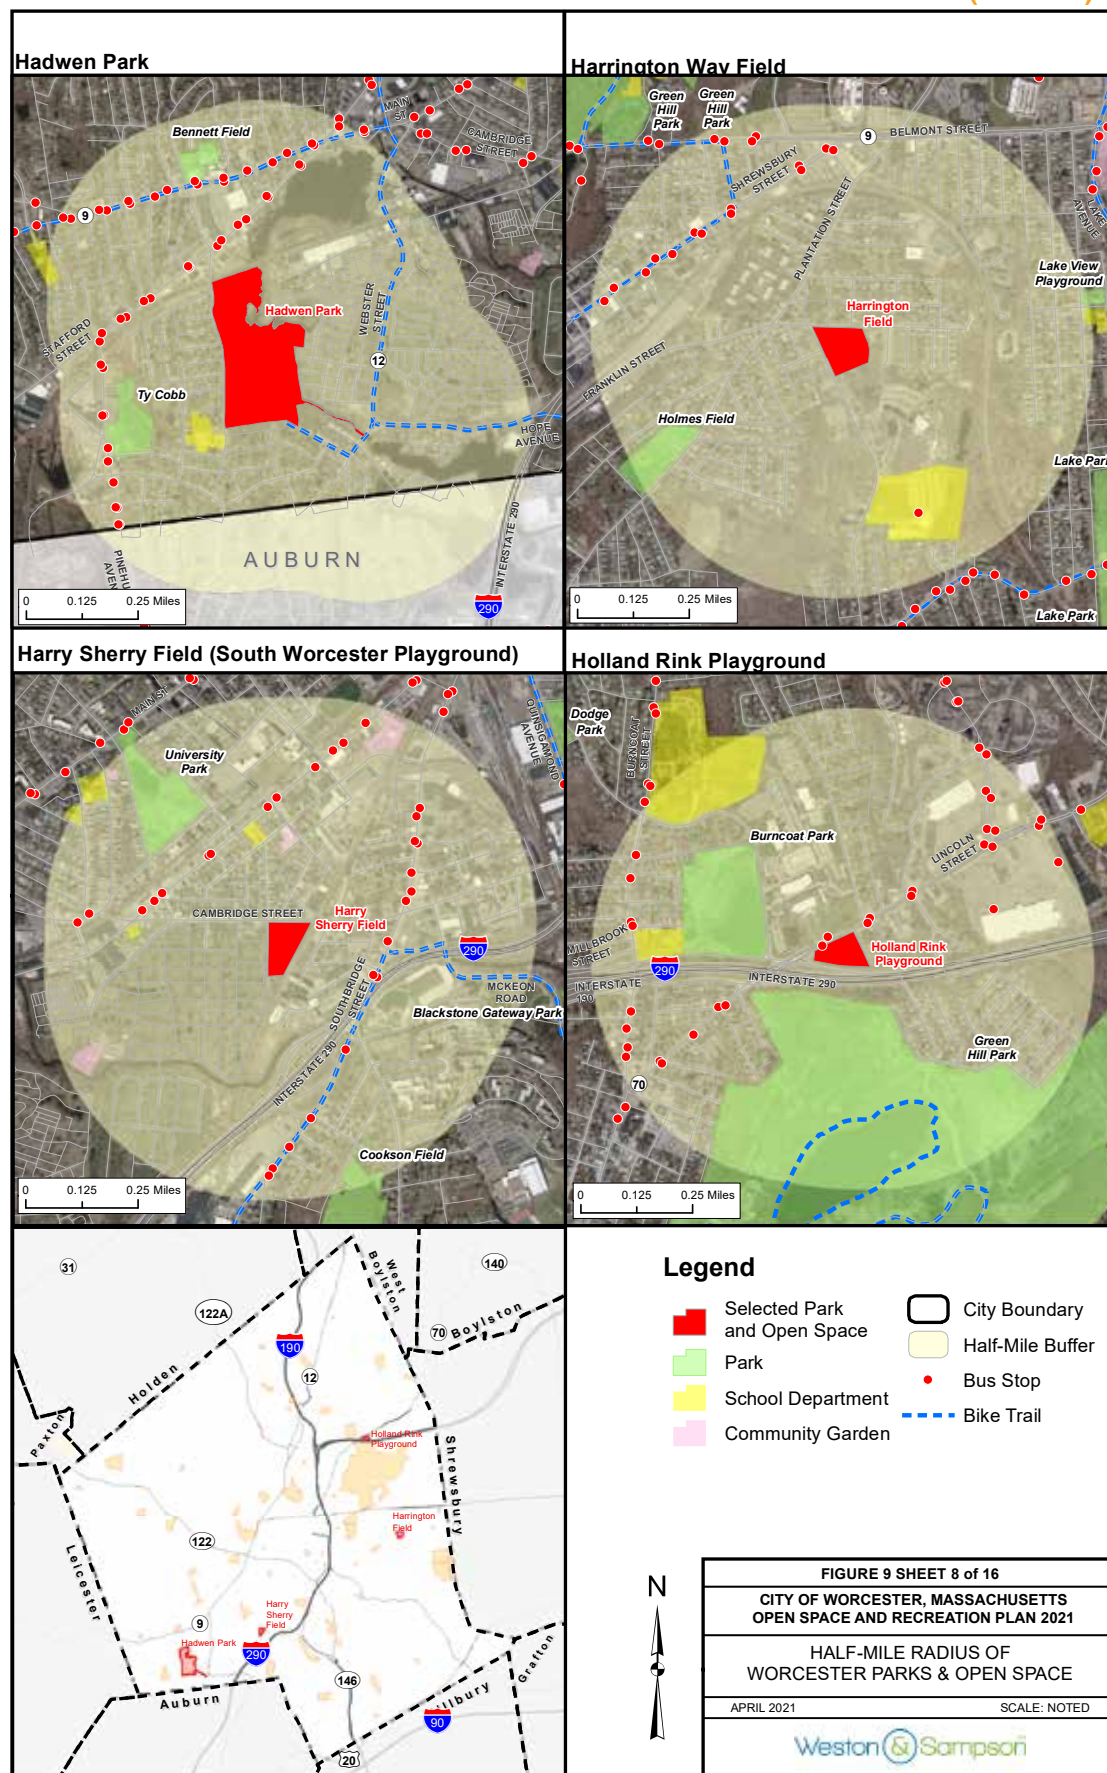 Hadwen Park
Bennett Field
MAIN
ST
CAMBRIDGE
STREET
9
Hadwen Park
WEBSTER
STREET
STAFFORD
STREET
12
Ty Cobb
HOPE
AVENUE
AUBURN
INTERSTATE 290
290
0 0.125 0.25 Miles
Harrington Way Field
Green
Hill
Park
Green
Hill
Park
9
BELMONT STREET
SHREWSBURY
STREET
PLANTATION STREET
LAKE
AVENUE
Lake View
Playground
Harrington
Field
FRANKLIN STREET
Holmes Field
Lake Park
0 0.125 0.25 Miles
Lake Park
Harry Sherry Field (South Worcester Playground)
MAIN ST
University
Park
QUINSIGAMOND
AVENUE
CAMBRIDGE STREET
Harry
Sherry Field
290
SOUTHBRIDGE
STREET
MCKEON
ROAD
Blackstone Gateway Park
INTERSTATE 290
Cookson Field
0 0.125 0.25 Miles
Holland Rink Playground
Dodge
Park
BURNCOAT
STREET
Burncoat Park
LINCOLN
STREET
MILLBROOK
STREET
Holland Rink
Playground
290
INTERSTATE
190
INTERSTATE 290
Green
Hill Park
70
0 0.125 0.25 Miles
31
122A
West
Boylston
140
70
Boylston
190
12
Holden
Paxton
Holland Rink
Playground
Shrewsbury
Harrington
Field
122
Leicester
9
Harry
Sherry
Field
Hadwen Park
290
146
Auburn
Grafton
90
20
Legend
Selected Park
and Open Space
Park
School Department
Community Garden
City Boundary
Half-Mile Buffer
Bus Stop
Bike Trail
N
FIGURE 9 SHEET 8 of 16
CITY OF WORCESTER, MASSACHUSETTS
OPEN SPACE AND RECREATION PLAN 2021
HALF-MILE RADIUS OF
WORCESTER PARKS & OPEN SPACE
APRIL 2021 SCALE: NOTED
Weston & Sampson